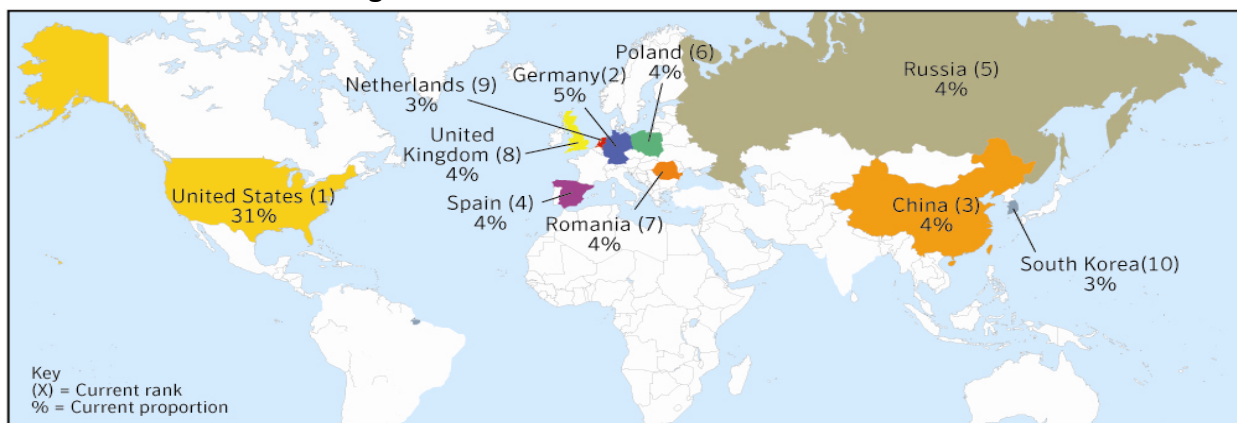 Poland (6)
4%
Germany(2)
5%
Netherlands (9)
3%
Russia (5)
4%
United
Kingdom (8)
4%
United States (1)
31%
Spain (4)
4%
Romania (7)
4%
China (3)
4%
South Korea(10)
3%
Key
(X) = Current rank
% = Current proportion